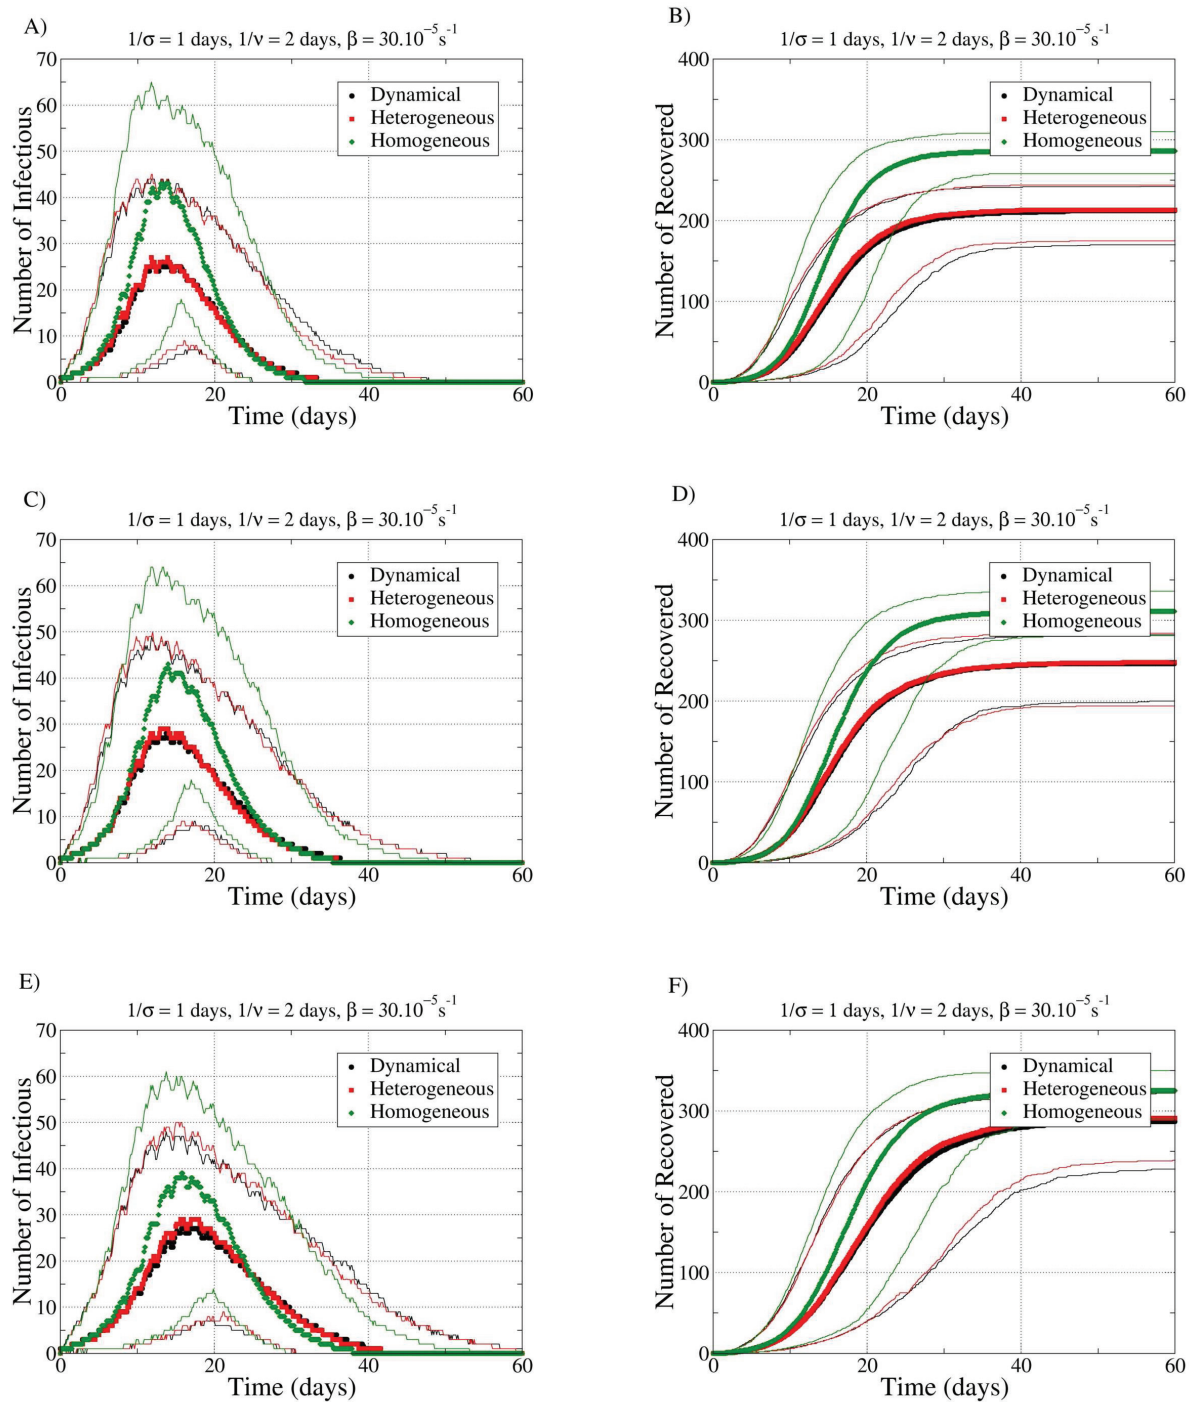 A)
1/σ = 1 days, 1/ν = 2 days, β = 30.10⁻⁵s⁻¹
70
60
50
40
30
20
10
0
Number of Infectious
Dynamical
Heterogeneous
Homogeneous
0 20 40 60
Time (days)
B)
1/σ = 1 days, 1/ν = 2 days, β = 30.10⁻⁵s⁻¹
400
300
200
100
0
Number of Recovered
Dynamical
Heterogeneous
Homogeneous
0 20 40 60
Time (days)
C)
1/σ = 1 days, 1/ν = 2 days, β = 30.10⁻⁵s⁻¹
70
60
50
40
30
20
10
0
Number of Infectious
Dynamical
Heterogeneous
Homogeneous
0 20 40 60
Time (days)
D)
1/σ = 1 days, 1/ν = 2 days, β = 30.10⁻⁵s⁻¹
400
300
200
100
0
Number of Recovered
Dynamical
Heterogeneous
Homogeneous
0 20 40 60
Time (days)
E)
1/σ = 1 days, 1/ν = 2 days, β = 30.10⁻⁵s⁻¹
70
60
50
40
30
20
10
0
Number of Infectious
Dynamical
Heterogeneous
Homogeneous
0 20 40 60
Time (days)
F)
1/σ = 1 days, 1/ν = 2 days, β = 30.10⁻⁵s⁻¹
400
300
200
100
0
Number of Recovered
Dynamical
Heterogeneous
Homogeneous
0 20 40 60
Time (days)